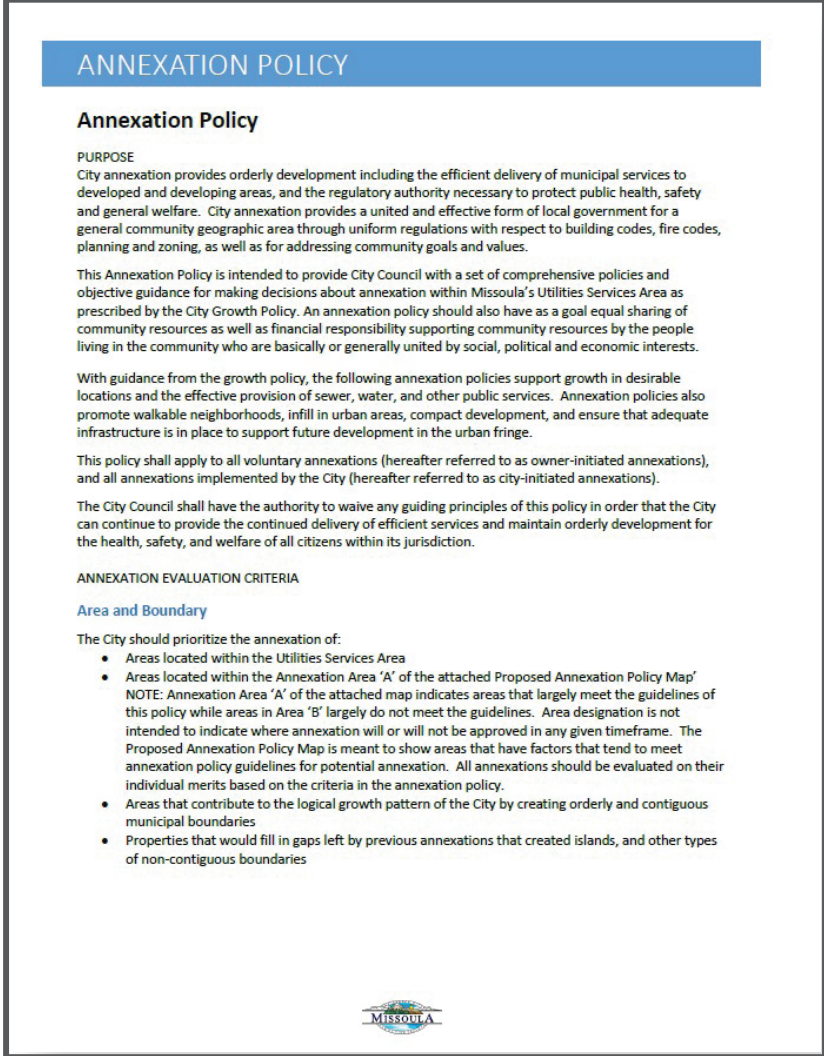 ANNEXATION POLICY
Annexation Policy
PURPOSE
City annexation provides orderly development including the efficient delivery of municipal services to
developed and developing areas, and the regulatory authority necessary to protect public health, safety
and general welfare.  City annexation provides a united and effective form of local government for a
general community geographic area through uniform regulations with respect to building codes, fire codes,
planning and zoning, as well as for addressing community goals and values.
This Annexation Policy is intended to provide City Council with a set of comprehensive policies and
objective guidance for making decisions about annexation within Missoula's Utilities Services Area as
prescribed by the City Growth Policy. An annexation policy should also have as a goal equal sharing of
community resources as well as financial responsibility supporting community resources by the people
living in the community who are basically or generally united by social, political and economic interests.
With guidance from the growth policy, the following annexation policies support growth in desirable
locations and the effective provision of sewer, water, and other public services.  Annexation policies also
promote walkable neighborhoods, infill in urban areas, compact development, and ensure that adequate
infrastructure is in place to support future development in the urban fringe.
This policy shall apply to all voluntary annexations (hereafter referred to as owner-initiated annexations),
and all annexations implemented by the City (hereafter referred to as city-initiated annexations).
The City Council shall have the authority to waive any guiding principles of this policy in order that the City
can continue to provide the continued delivery of efficient services and maintain orderly development for
the health, safety, and welfare of all citizens within its jurisdiction.
ANNEXATION EVALUATION CRITERIA
Area and Boundary
The City should prioritize the annexation of:
• Areas located within the Utilities Services Area
• Areas located within the Annexation Area 'A' of the attached Proposed Annexation Policy Map'
NOTE: Annexation Area 'A' of the attached map indicates areas that largely meet the guidelines of
this policy while areas in Area 'B' largely do not meet the guidelines.  Area designation is not
intended to indicate where annexation will or will not be approved in any given timeframe.  The
Proposed Annexation Policy Map is meant to show areas that have factors that tend to meet
annexation policy guidelines for potential annexation.  All annexations should be evaluated on their
individual merits based on the criteria in the annexation policy.
• Areas that contribute to the logical growth pattern of the City by creating orderly and contiguous
municipal boundaries
• Properties that would fill in gaps left by previous annexations that created islands, and other types
of non-contiguous boundaries
MISSOULA